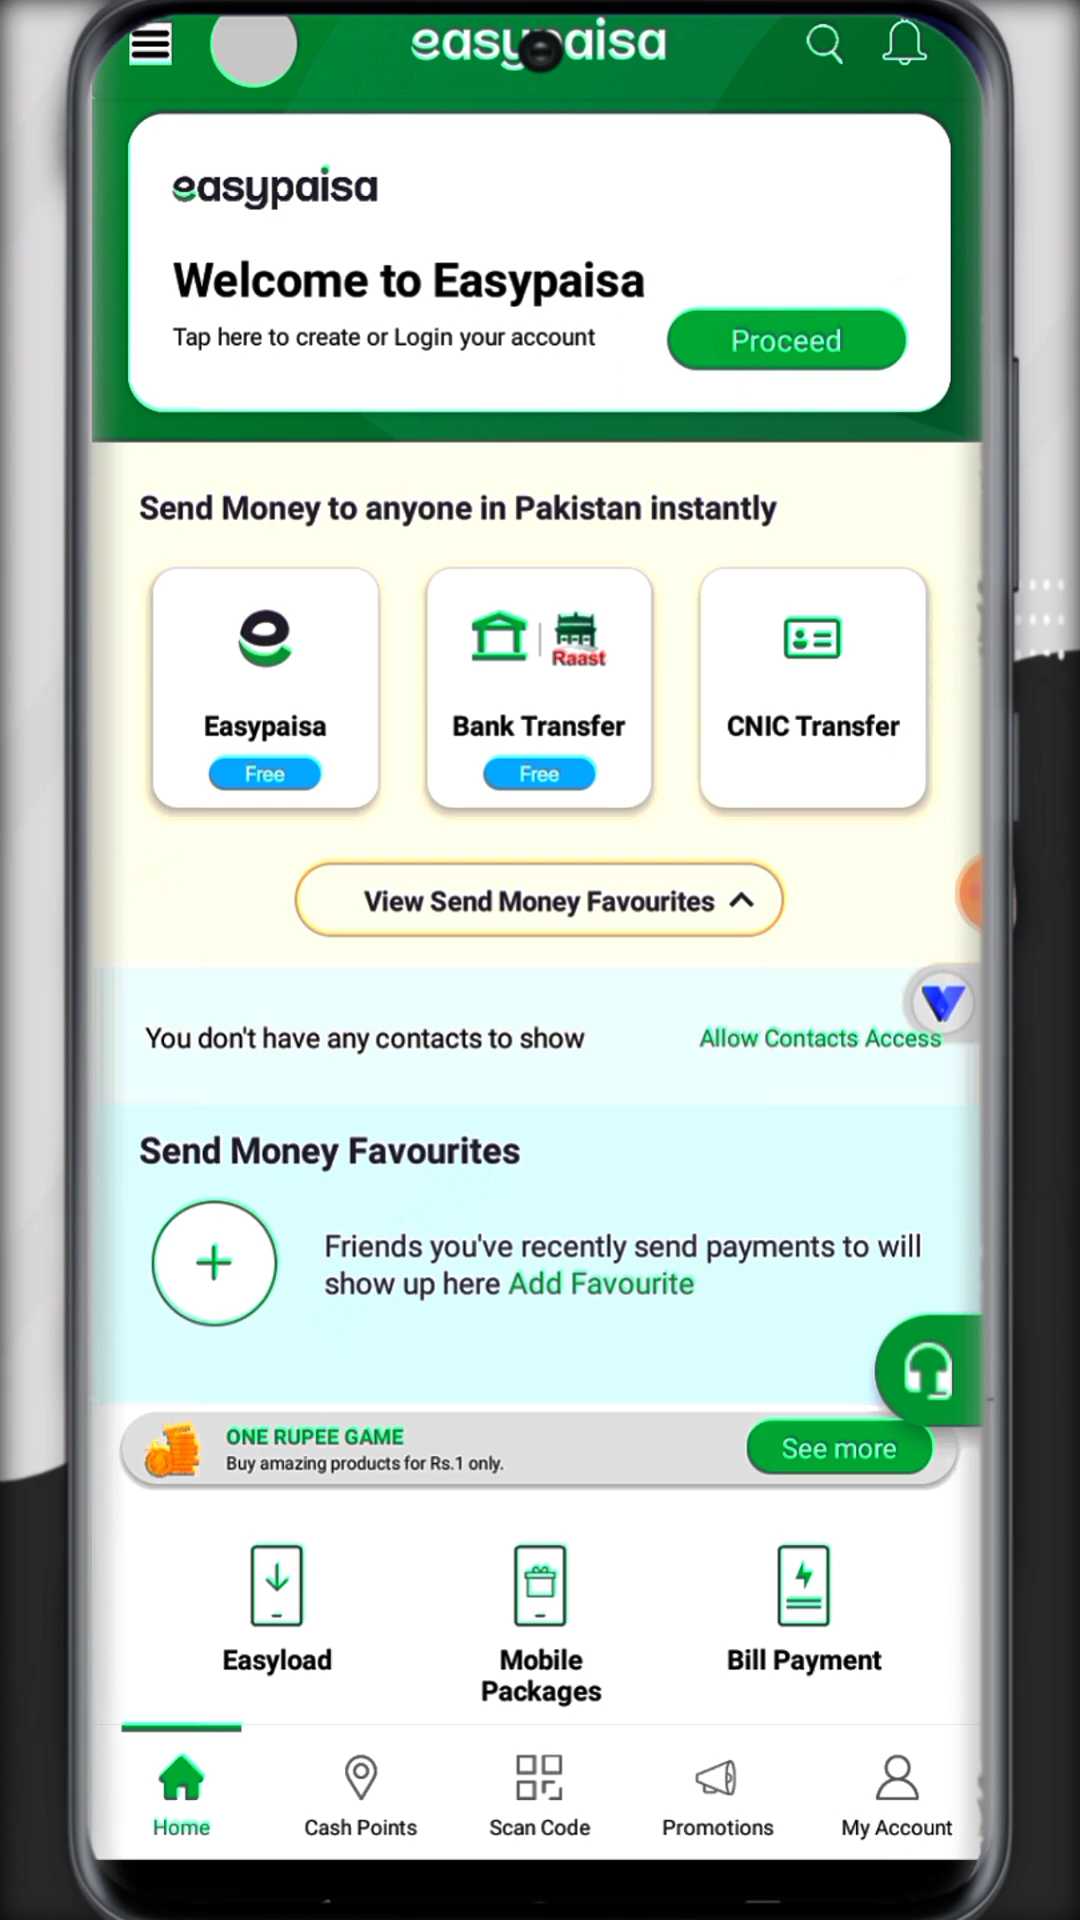 easypaisa
easypaisa
Welcome to Easypaisa
Tap here to create or Login your account
Proceed
Send Money to anyone in Pakistan instantly
Raast
Easypaisa
Bank Transfer
CNIC Transfer
Free
Free
View Send Money Favourites
You don't have any contacts to show
Allow Contacts Access
Send Money Favourites
Friends you've recently send payments to will
show up here Add Favourite
ONE RUPEE GAME
Buy amazing products for Rs.1 only.
See more
Easyload
Mobile
Packages
Bill Payment
Home
Cash Points
Scan Code
Promotions
My Account